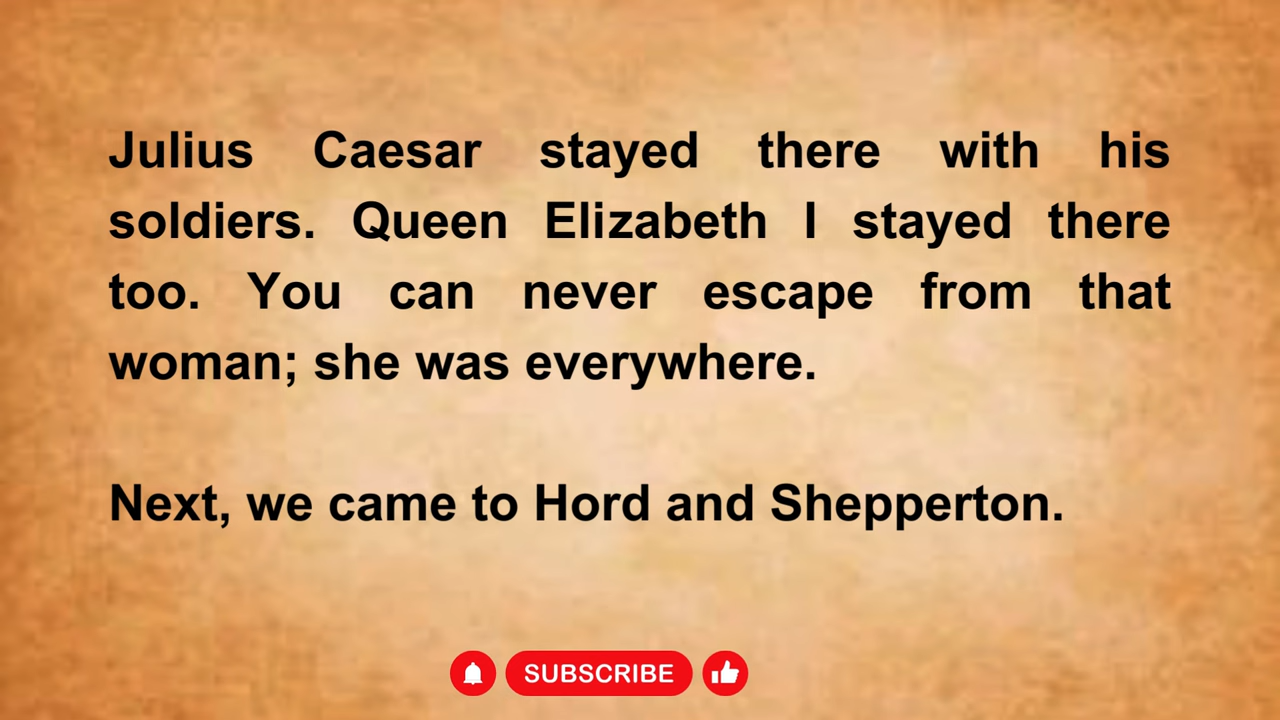 Julius Caesar stayed there with his
soldiers. Queen Elizabeth I stayed there
too. You can never escape from that
woman; she was everywhere.
Next, we came to Hord and Shepperton.
SUBSCRIBE